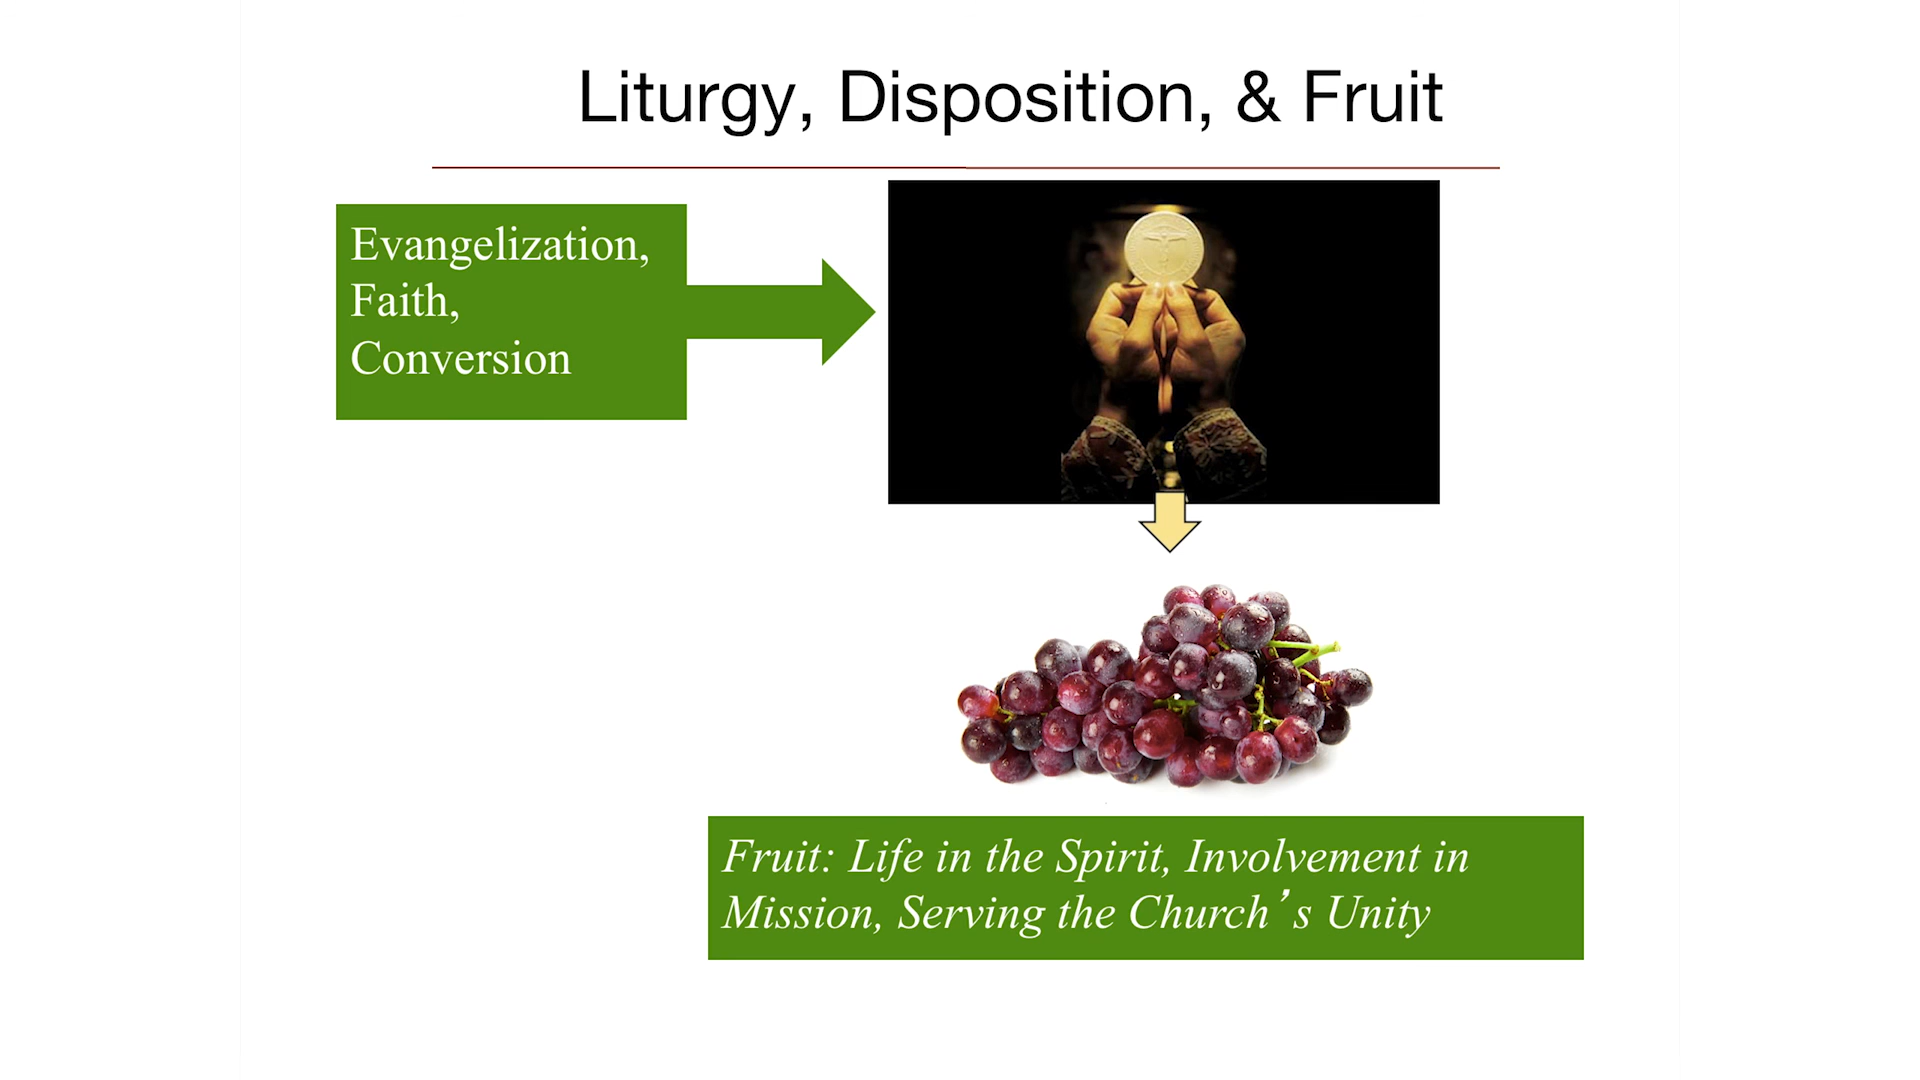 Liturgy, Disposition, & Fruit
Evangelization,
Faith,
Conversion
Fruit: Life in the Spirit, Involvement in
Mission, Serving the Church’s Unity